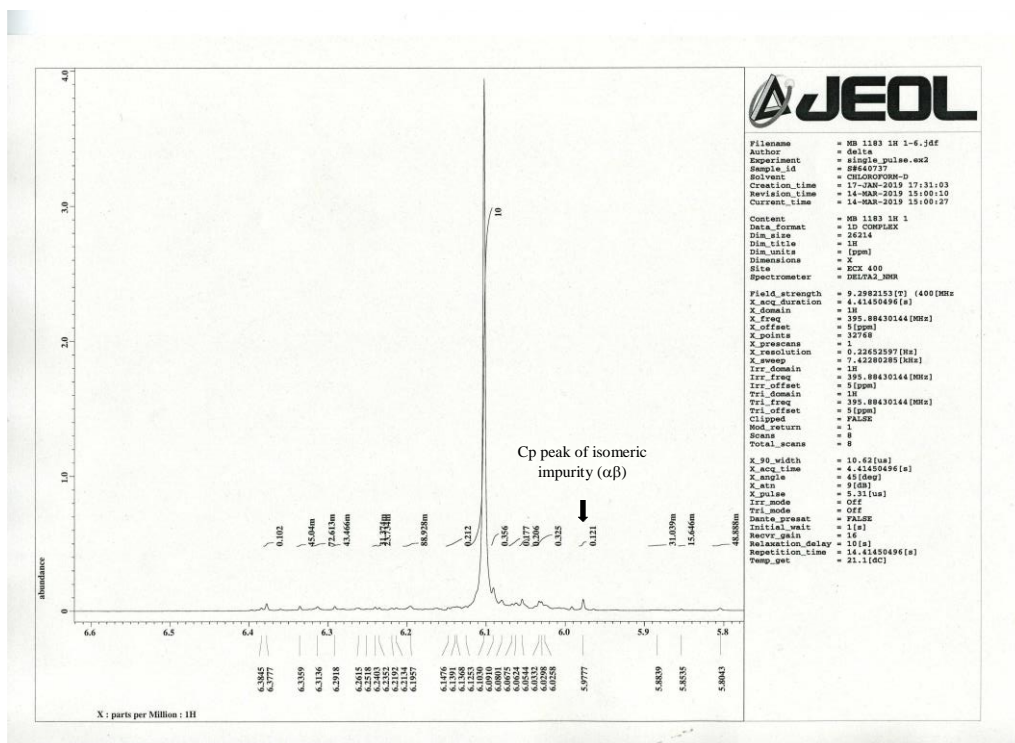 JEOL
Filename = MB 1183 1H 1-6.jdf
Author = delta
Experiment = single_pulse.ex2
Sample_id = S#640737
Solvent = CHLOROFORM-D
Creation_time = 17-JAN-2019 17:31:03
Revision_time = 14-MAR-2019 15:00:10
Current_time = 14-MAR-2019 15:00:27
Content = MB 1183 1H 1
Data_format = 1D COMPLEX
Dim_size = 26214
Dim_title = 1H
Dim_units = [ppm]
Dimensions = X
Site = ECX 400
Spectrometer = DELTA2_NMR
Field_strength = 9.2982153[T] (400[MHz
X_acq_duration = 4.41450496[s]
X_domain = 1H
X_freq = 395.88430144[MHz]
X_offset = 5[ppm]
X_points = 32768
X_prescans = 1
X_resolution = 0.22652597[Hz]
X_sweep = 7.42280285[kHz]
Irr_domain = 1H
Irr_freq = 395.88430144[MHz]
Irr_offset = 5[ppm]
Tri_domain = 1H
Tri_freq = 395.88430144[MHz]
Tri_offset = 5[ppm]
Clipped = FALSE
Mod_return = 1
Scans = 8
Total_scans = 8
X_90_width = 10.62[us]
X_acq_time = 4.41450496[s]
X_angle = 45[deg]
X_atn = 9[dB]
X_pulse = 5.31[us]
Irr_mode = Off
Tri_mode = Off
Dante_presat = FALSE
Initial_wait = 1[s]
Recvr_gain = 16
Relaxation_delay = 10[s]
Repetition_time = 14.41450496[s]
Temp_get = 21.1[dC]
4.0
3.0
2.0
1.0
0
abundance
10
Cp peak of isomeric
impurity (αβ)
0.102
45.04m
72.613m
43.466m
88.928m
0.212
0.356
0.177
0.206
0.325
0.121
31.039m
15.646m
48.888m
6.6 6.5 6.4 6.3 6.2 6.1 6.0 5.9 5.8
6.3845
6.3777
6.3359
6.3136
6.2918
6.2615
6.2518
6.2403
6.2352
6.2192
6.2134
6.1957
6.1476
6.1391
6.1368
6.1253
6.1030
6.0910
6.0801
6.0675
6.0624
6.0544
6.0332
6.0298
6.0258
5.9777
5.8839
5.8535
5.8043
X : parts per Million : 1H